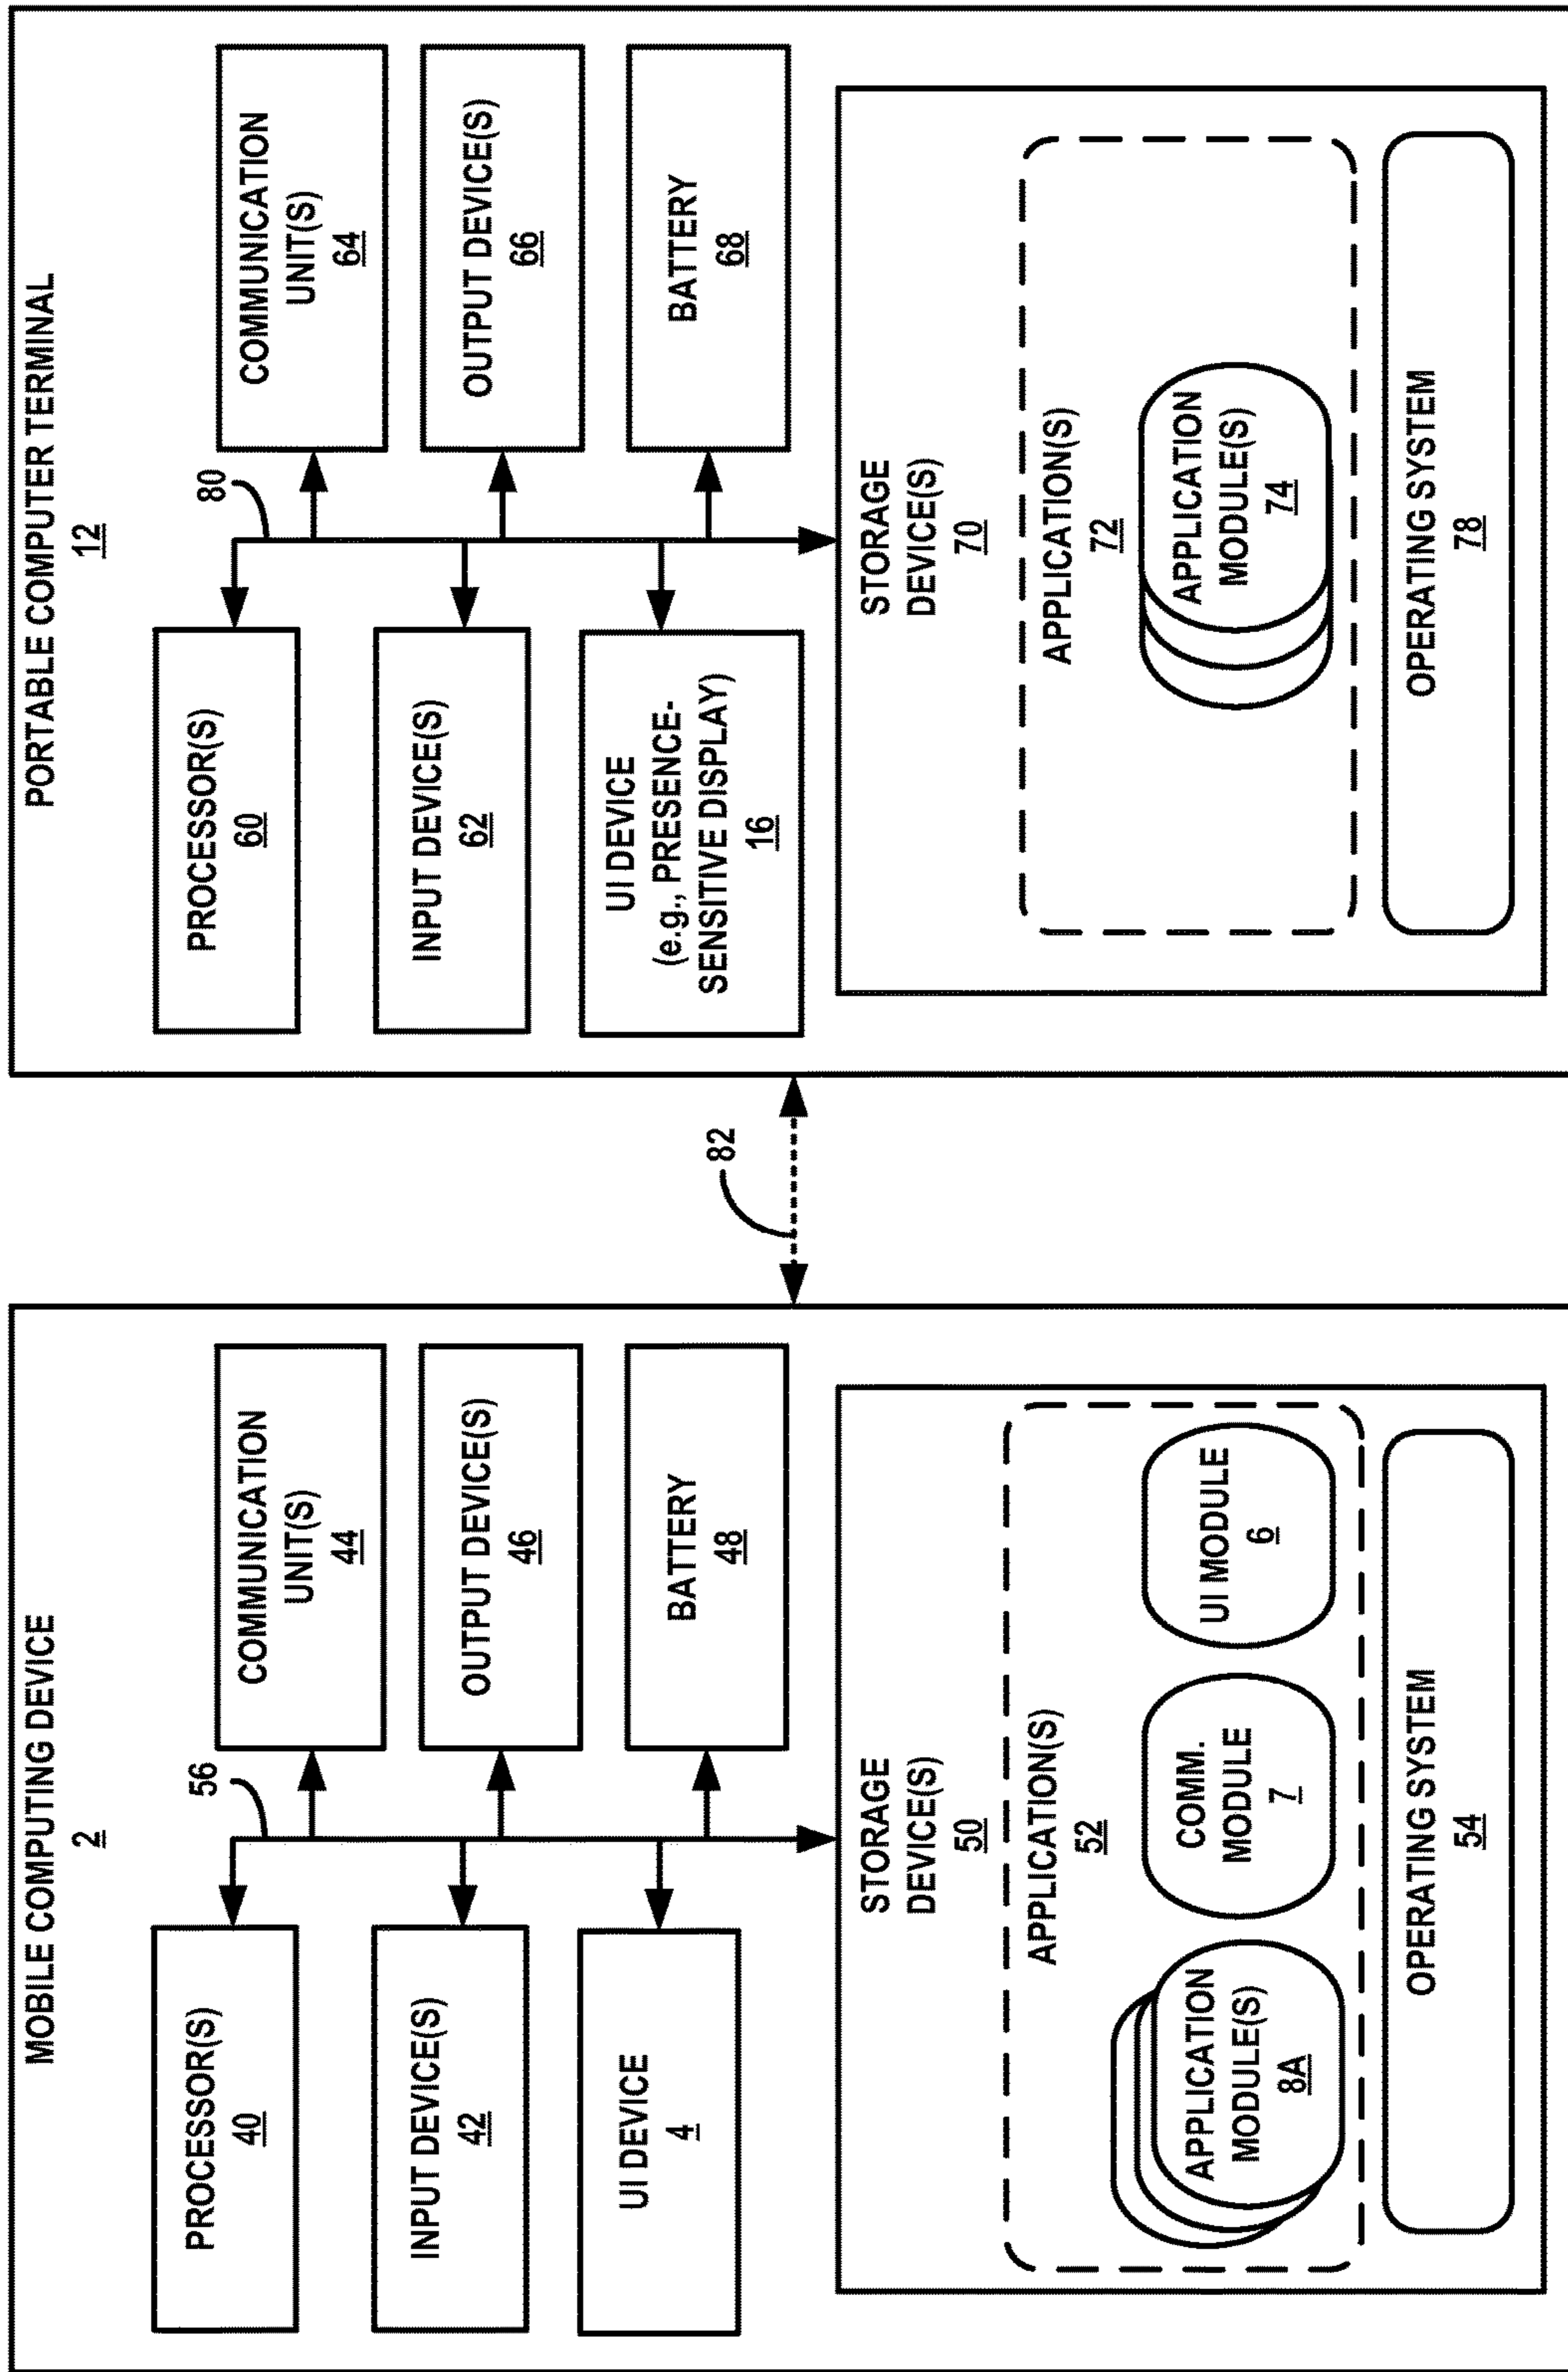 MOBILE COMPUTING DEVICE
2
PROCESSOR(S)
40
56
COMMUNICATION
UNIT(S)
44
INPUT DEVICE(S)
42
OUTPUT DEVICE(S)
46
UI DEVICE
4
BATTERY
48
STORAGE
DEVICE(S)
50
APPLICATION(S)
52
APPLICATION
MODULE(S)
8A
COMM.
MODULE
7
UI MODULE
6
OPERATING SYSTEM
54
82
PORTABLE COMPUTER TERMINAL
12
PROCESSOR(S)
60
80
COMMUNICATION
UNIT(S)
64
INPUT DEVICE(S)
62
OUTPUT DEVICE(S)
66
UI DEVICE
(e.g., PRESENCE-
SENSITIVE DISPLAY)
16
BATTERY
68
STORAGE
DEVICE(S)
70
APPLICATION(S)
72
APPLICATION
MODULE(S)
74
OPERATING SYSTEM
78